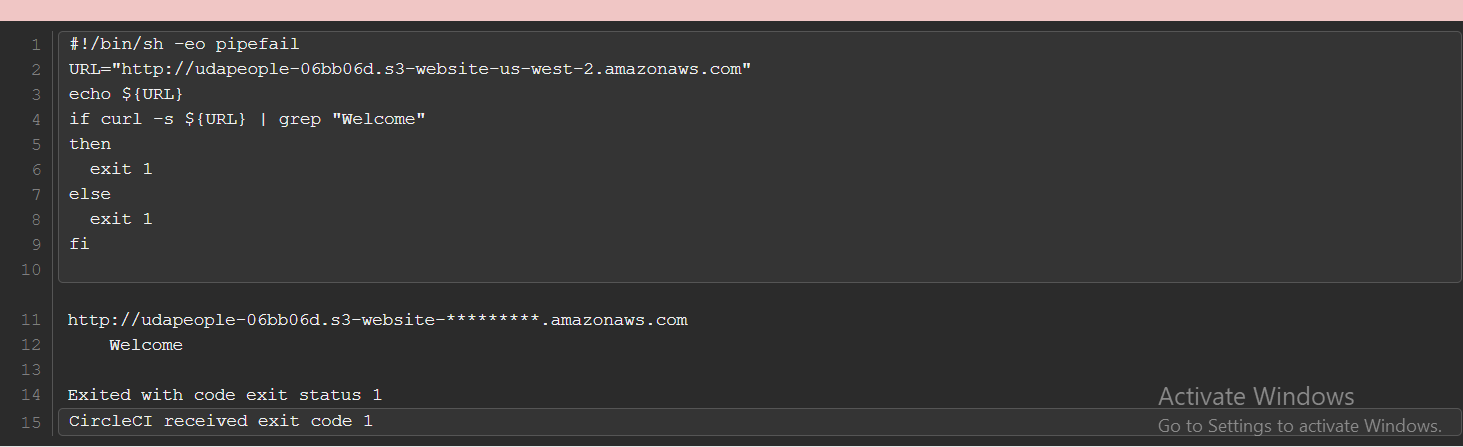 1 #!/bin/sh -eo pipefail
2 URL="http://udapeople-06bb06d.s3-website-us-west-2.amazonaws.com"
3 echo ${URL}
4 if curl -s ${URL} | grep "Welcome"
5 then
6   exit 1
7 else
8   exit 1
9 fi
10
11 http://udapeople-06bb06d.s3-website-*********.amazonaws.com
12     Welcome
13
14 Exited with code exit status 1
15 CircleCI received exit code 1
Activate Windows
Go to Settings to activate Windows.